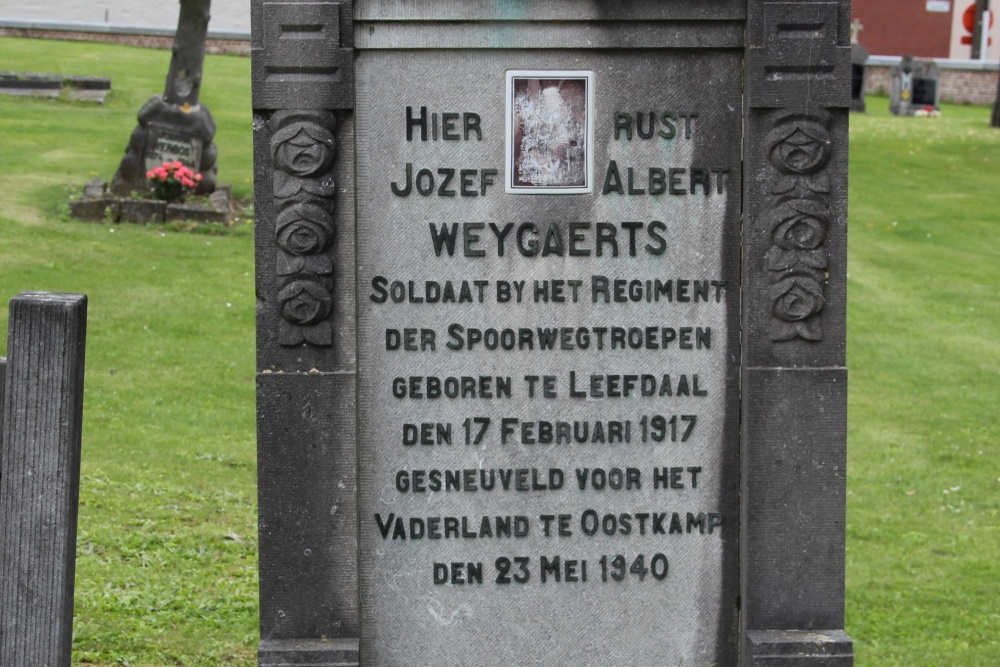 HIER RUST
JOZEF ALBERT
WEYGAERTS
SOLDAAT BY HET REGIMENT
DER SPOORWEGTROEPEN
GEBOREN TE LEEFDAAL
DEN 17 FEBRUARI 1917
GESNEUVELD VOOR HET
VADERLAND TE OOSTKAMP
DEN 23 MEI 1940